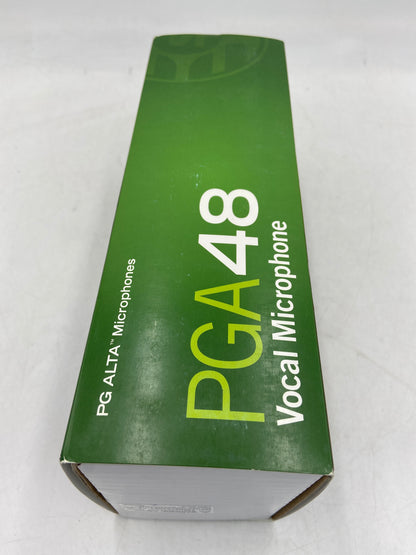 PG ALTA™ Microphones
PGA48
Vocal Microphone